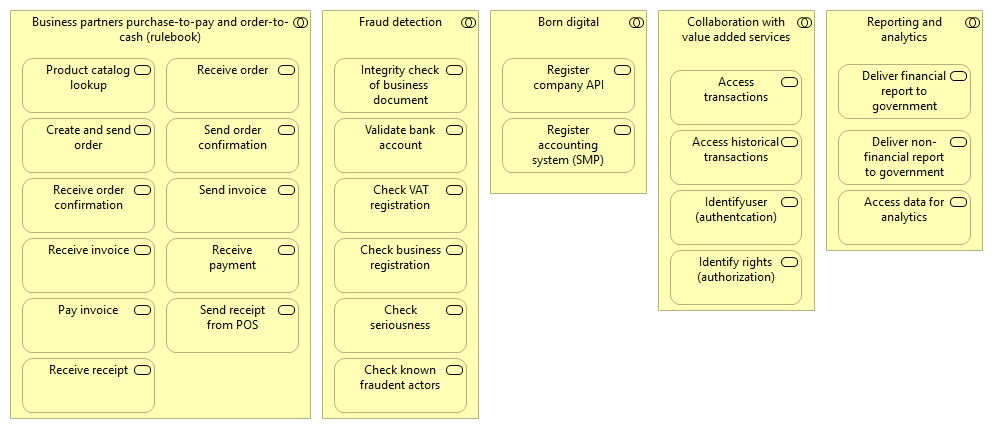 Business partners purchase-to-pay and order-to-
cash (rulebook)
Product catalog
lookup
Receive order
Create and send
order
Send order
confirmation
Receive order
confirmation
Send invoice
Receive invoice
Receive
payment
Pay invoice
Send receipt
from POS
Receive receipt
Fraud detection
Integrity check
of business
document
Validate bank
account
Check VAT
registration
Check business
registration
Check
seriousness
Check known
fraudent actors
Born digital
Register
company API
Register
accounting
system (SMP)
Collaboration with
value added services
Access
transactions
Access historical
transactions
Identifyuser
(authentcation)
Identify rights
(authorization)
Reporting and
analytics
Deliver financial
report to
government
Deliver non-
financial report
to government
Access data for
analytics